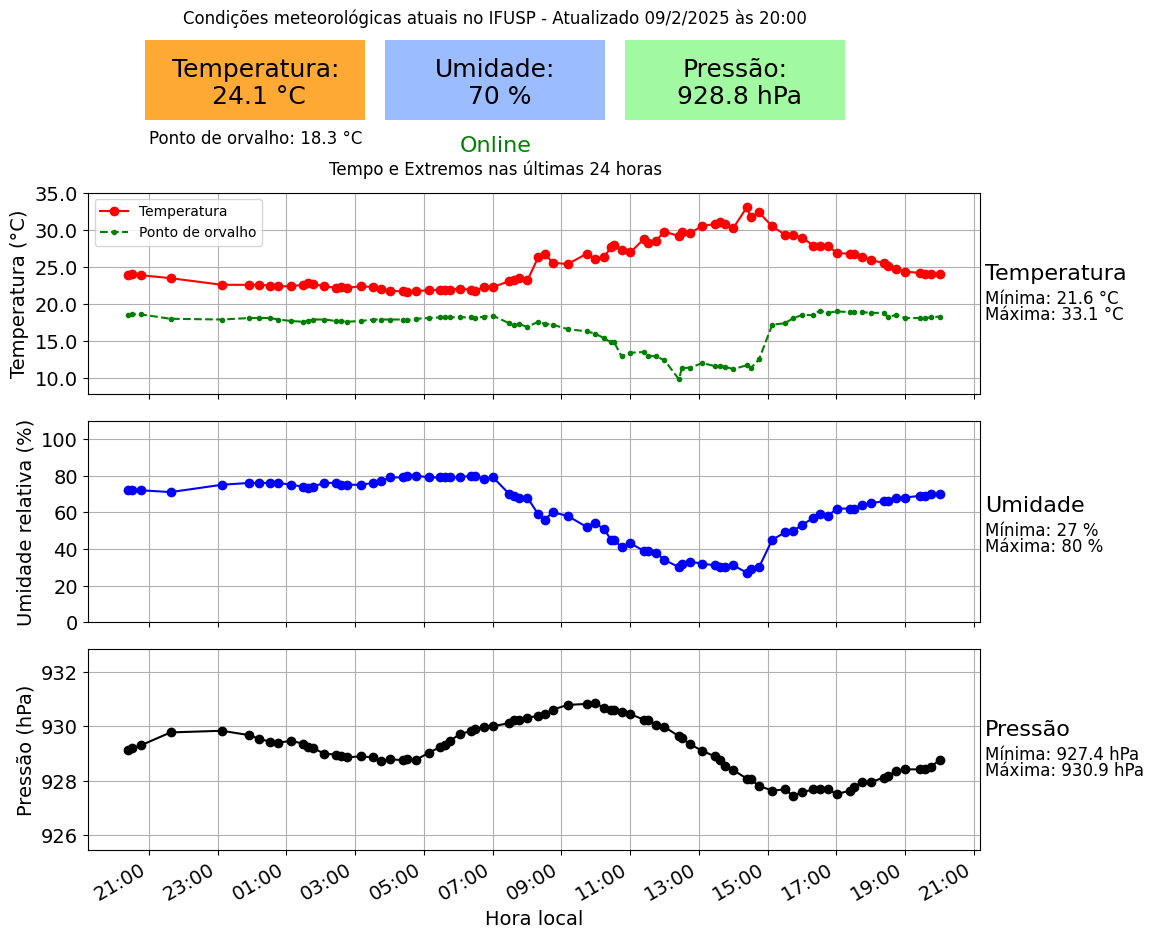 Condições meteorológicas atuais no IFUSP - Atualizado 09/2/2025 às 20:00
Temperatura:
24.1 °C
Umidade:
70 %
Pressão:
928.8 hPa
Ponto de orvalho: 18.3 °C
Online
Tempo e Extremos nas últimas 24 horas
Temperatura (°C)
35.0
30.0
25.0
20.0
15.0
10.0
Temperatura
Ponto de orvalho
Temperatura
Mínima: 21.6 °C
Máxima: 33.1 °C
Umidade relativa (%)
100
80
60
40
20
0
Umidade
Mínima: 27 %
Máxima: 80 %
Pressão (hPa)
932
930
928
926
Pressão
Mínima: 927.4 hPa
Máxima: 930.9 hPa
21:00 23:00 01:00 03:00 05:00 07:00 09:00 11:00 13:00 15:00 17:00 19:00 21:00
Hora local